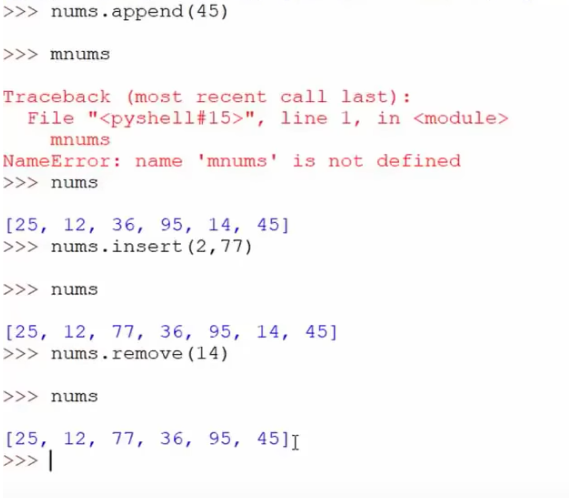 >>> nums.append(45)
>>> mnums
Traceback (most recent call last):
  File "<pyshell#15>", line 1, in <module>
    mnums
NameError: name 'mnums' is not defined
>>> nums
[25, 12, 36, 95, 14, 45]
>>> nums.insert(2,77)
>>> nums
[25, 12, 77, 36, 95, 14, 45]
>>> nums.remove(14)
>>> nums
[25, 12, 77, 36, 95, 45]
>>>